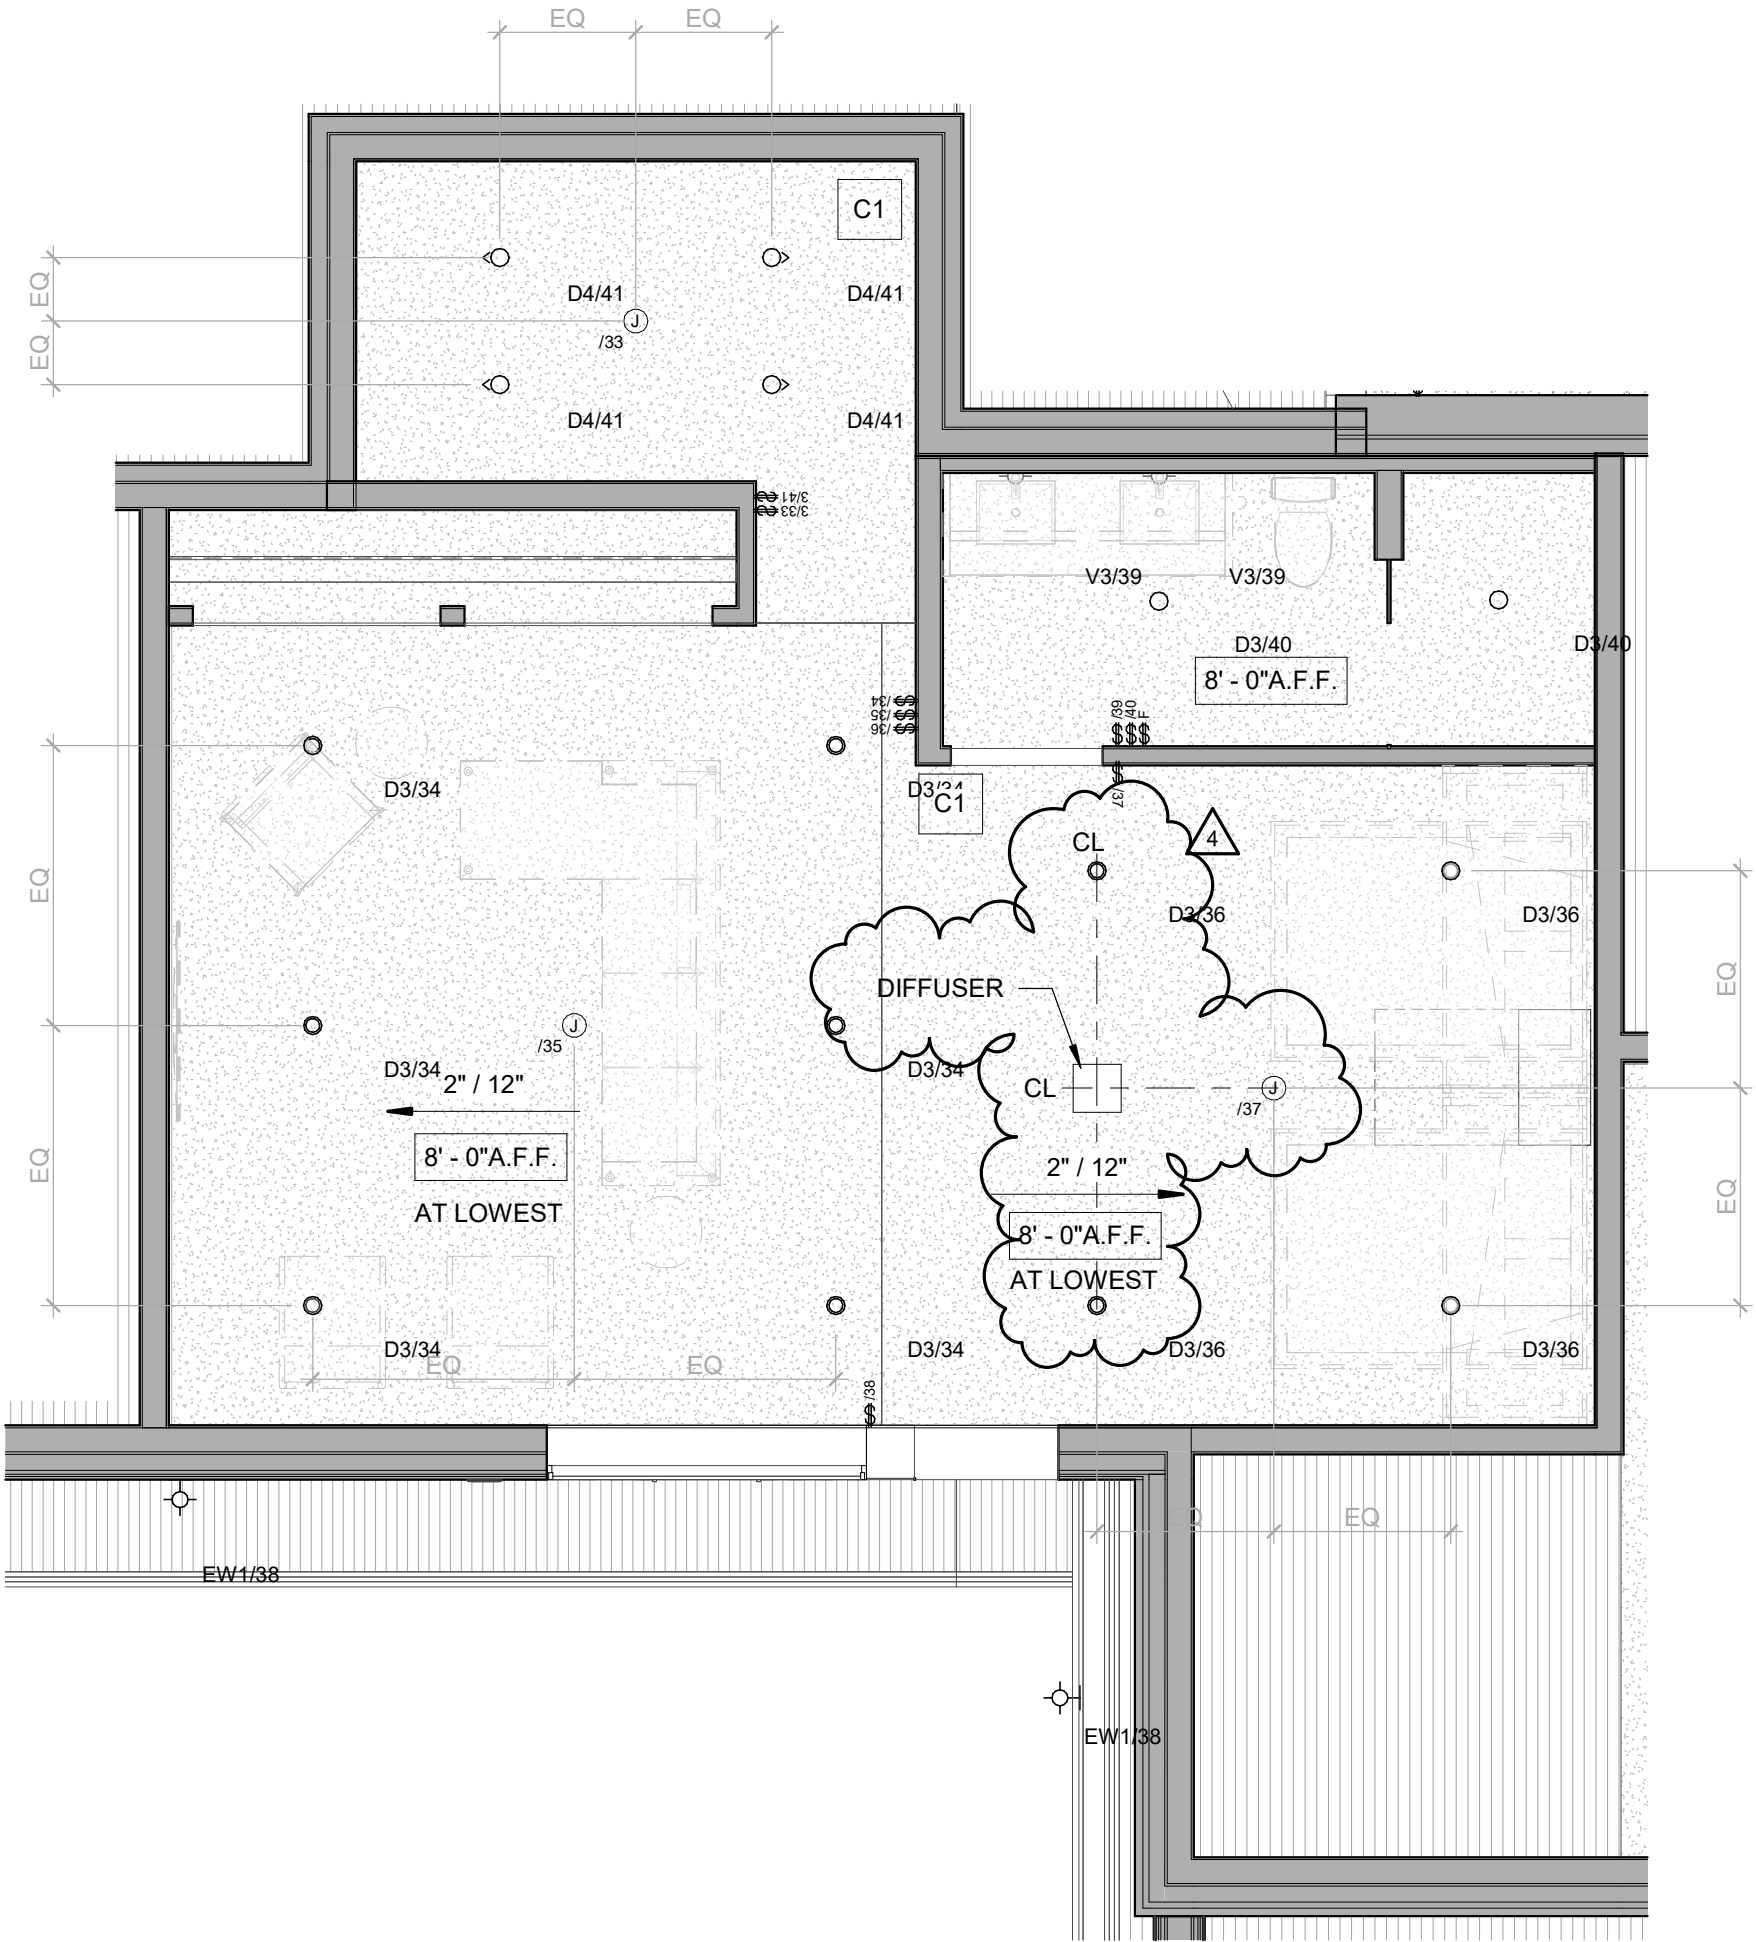 EQ
EQ
C1
EQ
EQ
D4/41
D4/41
J
/33
D4/41
D4/41
3/41
3/33
$
$
V3/39
V3/39
D3/40
D3/40
8' - 0"A.F.F.
/34
/35
/36
$
$
$
/39
/40
F
$
$
$
$
/37
D3/34
D3/34
C1
CL
4
EQ
D3/36
D3/36
EQ
DIFFUSER
J
/35
D3/34
D3/34
2" / 12"
CL
J
/37
EQ
8' - 0"A.F.F.
AT LOWEST
2" / 12"
8' - 0"A.F.F.
AT LOWEST
EQ
D3/34
D3/34
D3/36
D3/36
EQ
EQ
$
/38
EQ
EQ
EW1/38
EW1/38